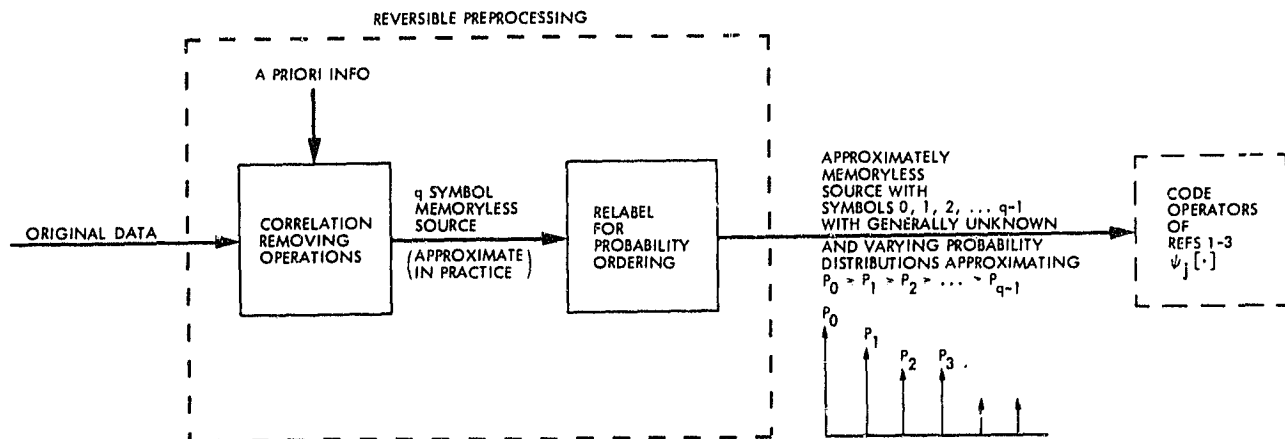 REVERSIBLE PREPROCESSING
A PRIORI INFO
ORIGINAL DATA
CORRELATION
REMOVING
OPERATIONS
q SYMBOL
MEMORYLESS
SOURCE
(APPROXIMATE
IN PRACTICE)
RELABEL
FOR
PROBABILITY
ORDERING
APPROXIMATELY
MEMORYLESS
SOURCE WITH
SYMBOLS 0, 1, 2, ... q-1
WITH GENERALLY UNKNOWN
AND VARYING PROBABILITY
DISTRIBUTIONS APPROXIMATING
P0 > P1 > P2 > ... > Pq-1
P0
P1
P2
P3 .
CODE
OPERATORS
OF
REFS 1-3
ψj[·]